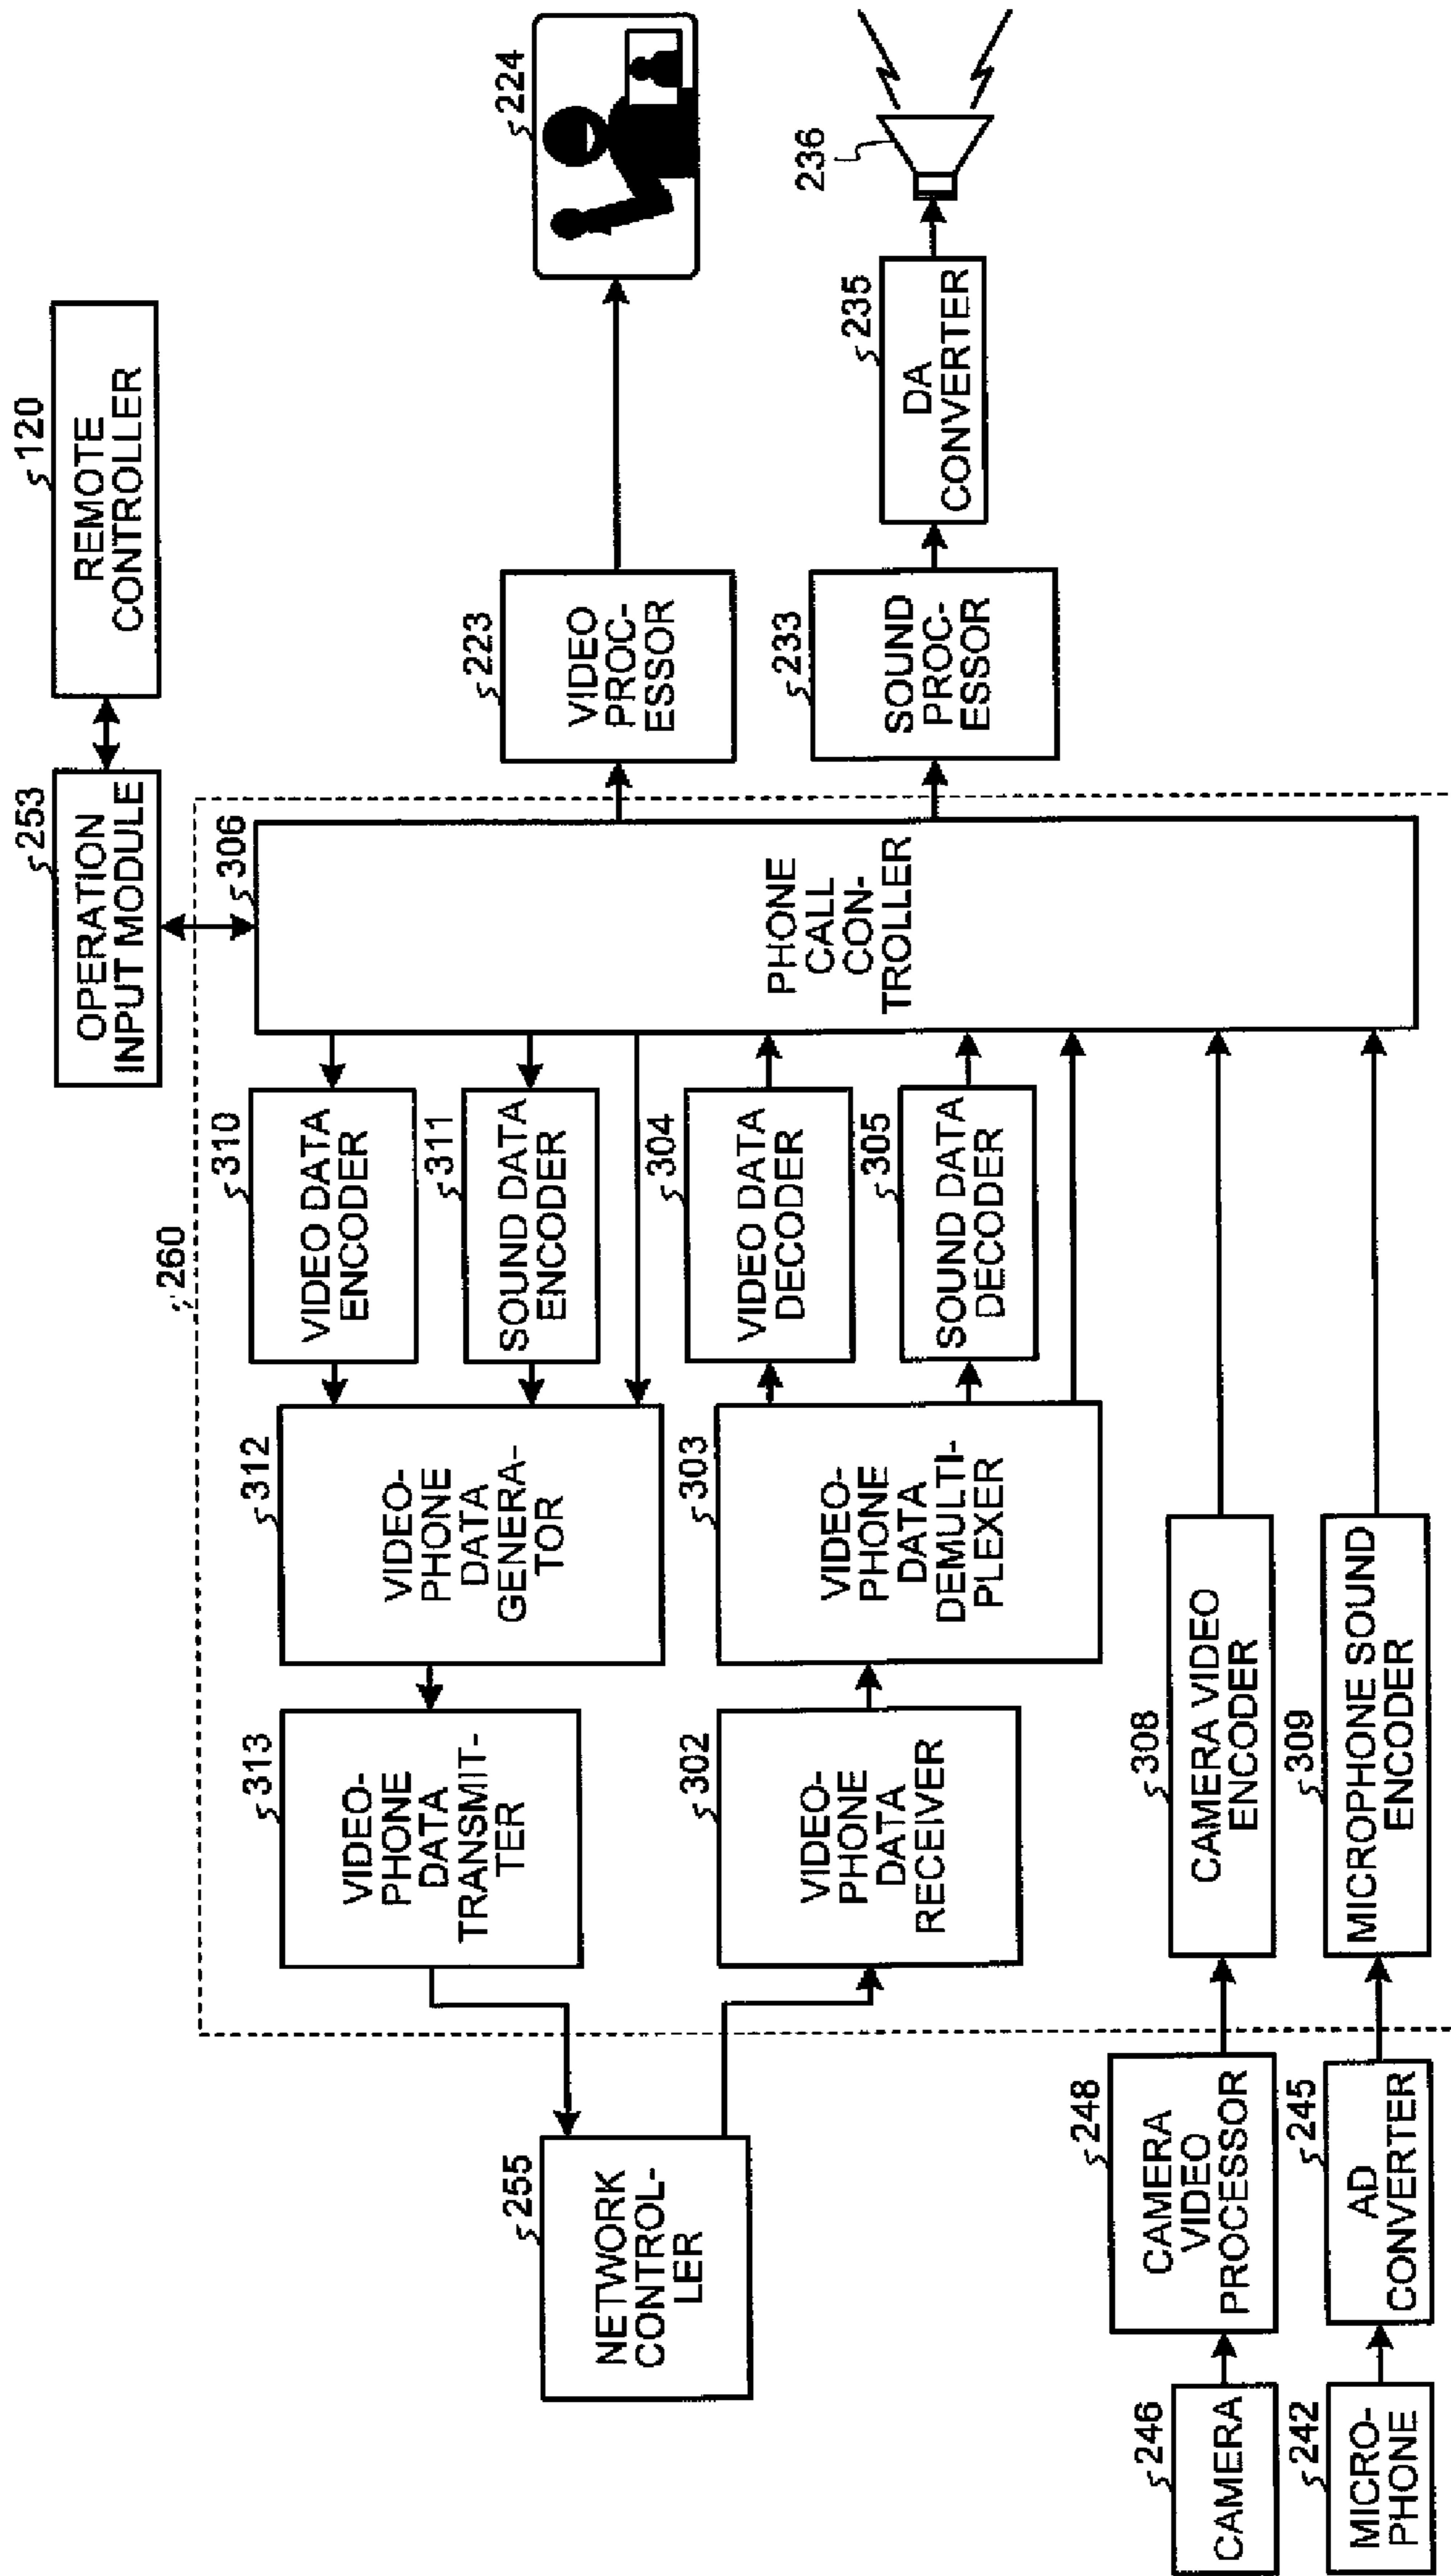 120
REMOTE
CONTROLLER
253
OPERATION
INPUT MODULE
224
223
VIDEO
PROC-
ESSOR
236
235
DA
CONVERTER
233
SOUND
PROC-
ESSOR
260
306
PHONE
CALL
CON-
TROLLER
310
VIDEO DATA
ENCODER
311
SOUND DATA
ENCODER
304
VIDEO DATA
DECODER
305
SOUND DATA
DECODER
312
VIDEO-
PHONE
DATA
GENERA-
TOR
303
VIDEO-
PHONE
DATA
DEMULTI-
PLEXER
313
VIDEO-
PHONE
DATA
TRANSMIT-
TER
302
VIDEO-
PHONE
DATA
RECEIVER
308
CAMERA VIDEO
ENCODER
309
MICROPHONE SOUND
ENCODER
255
NETWORK
CONTROL-
LER
248
CAMERA
VIDEO
PROCESSOR
245
AD
CONVERTER
246
CAMERA
242
MICRO-
PHONE